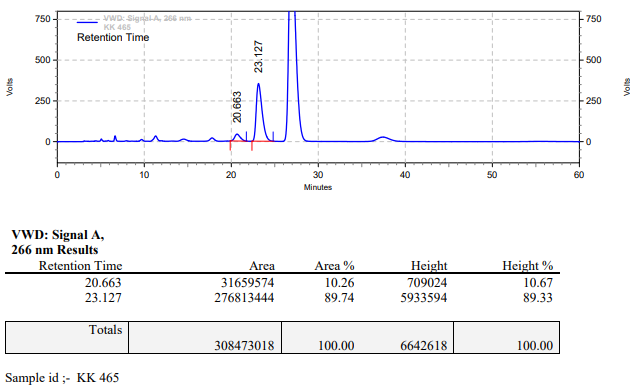 VWD: Signal A, 266 nm
KK 465
Retention Time
750
500
250
0
Volts
20.663
23.127
750
500
250
0
Volts
0 10 20 30 40 50 60
Minutes
VWD: Signal A,
266 nm Results
Retention Time Area Area % Height Height %
20.663 31659574 10.26 709024 10.67
23.127 276813444 89.74 5933594 89.33
Totals
308473018 100.00 6642618 100.00
Sample id ;- KK 465